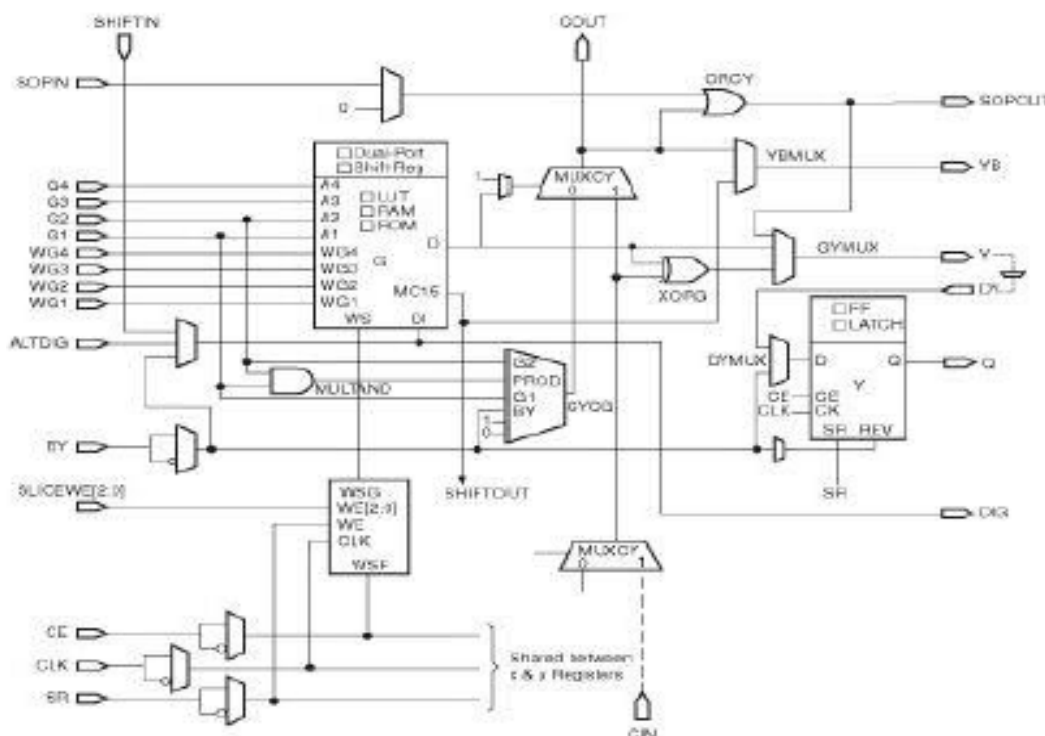 SHIFTIN
COUT
SOPIN
ORCY
SOPOUT
0
Dual-Port
Shift-Reg
YBMUX
YB
MUXCY
0 1
1
G4
G3
G2
G1
WG4
WG3
WG2
WG1
A4
A3
A2
A1
WG4
WG3
WG2
WG1
LUT
RAM
ROM
G
D
MC15
WS
DI
GYMUX
Y
XORG
DY
FF
LATCH
DYMUX
D
Q
Q
Y
CE
CLK
CE
CK
SR REV
SR
ALTDIG
MULTAND
G2
PROD
G1
BY
1
0
CYOG
BY
SLICEWE[2:0]
WSG
WE[2:0]
WE
CLK
WSF
SHIFTOUT
DIG
MUXCY
0 1
CE
CLK
SR
Shared between
x & y Registers
CIN